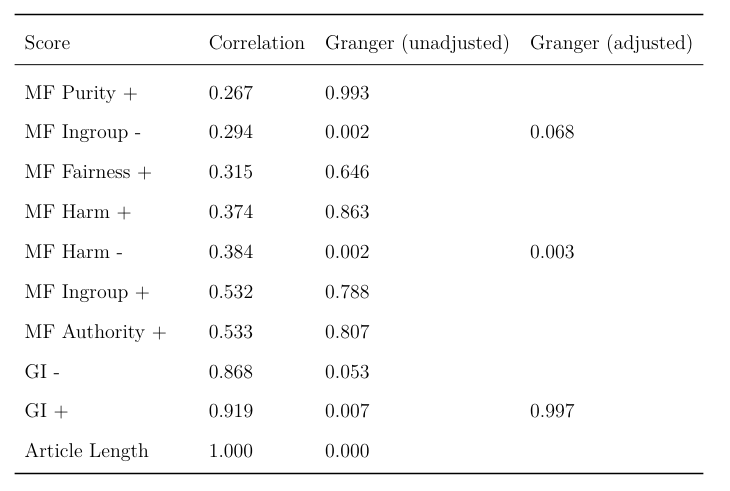 Score Correlation Granger (unadjusted) Granger (adjusted)
MF Purity + 0.267 0.993
MF Ingroup - 0.294 0.002 0.068
MF Fairness + 0.315 0.646
MF Harm + 0.374 0.863
MF Harm - 0.384 0.002 0.003
MF Ingroup + 0.532 0.788
MF Authority + 0.533 0.807
GI - 0.868 0.053
GI + 0.919 0.007 0.997
Article Length 1.000 0.000